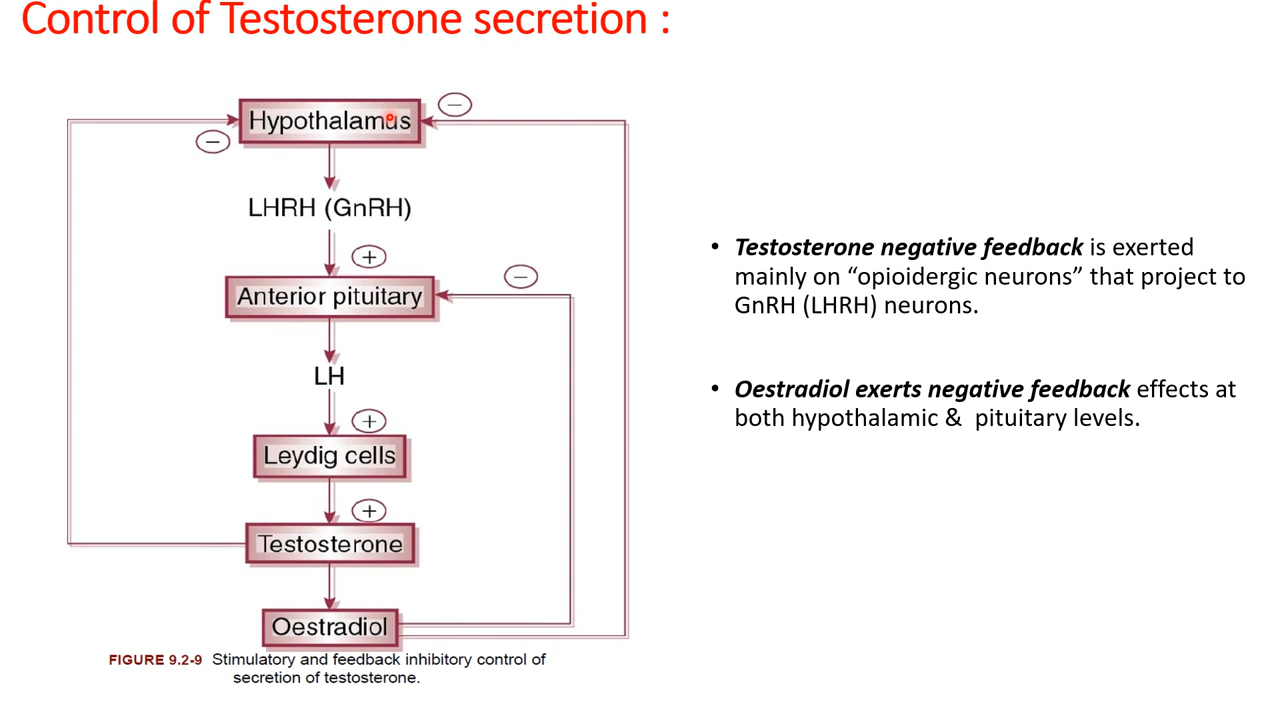 Control of Testosterone secretion :
Hypothalamus
LHRH (GnRH)
Anterior pituitary
LH
Leydig cells
Testosterone
Oestradiol
− 
−
+
−
+
+
FIGURE 9.2-9 Stimulatory and feedback inhibitory control of
secretion of testosterone.
• Testosterone negative feedback is exerted
mainly on “opioidergic neurons” that project to
GnRH (LHRH) neurons.
• Oestradiol exerts negative feedback effects at
both hypothalamic & pituitary levels.